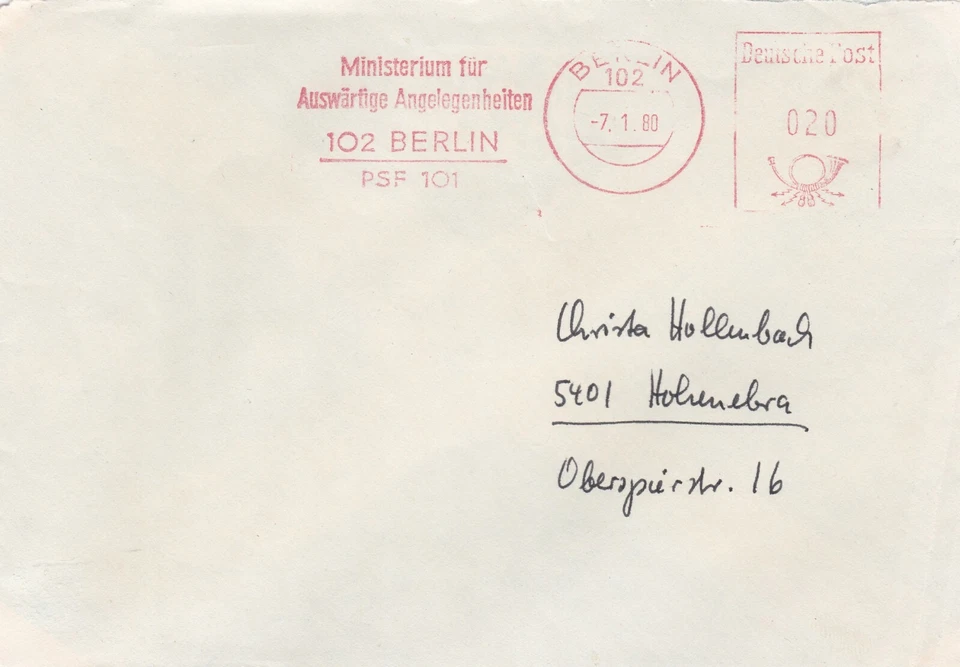 Ministerium für
Auswärtige Angelegenheiten
102 BERLIN
PSF 101
BERLIN
102
-7. 1. 80
Deutsche Post
020
Christa Hollenbach
5401 Hohenebra
Oberspierstr. 16